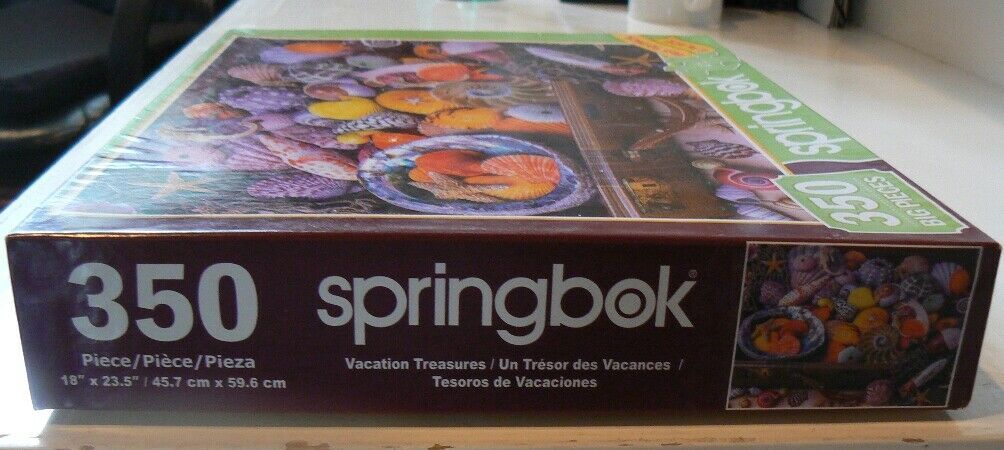 springbok
350
BIG PIECES
350
Piece/Pièce/Pieza
18" x 23.5" / 45.7 cm x 59.6 cm
springbok®
Vacation Treasures / Un Trésor des Vacances /
Tesoros de Vacaciones